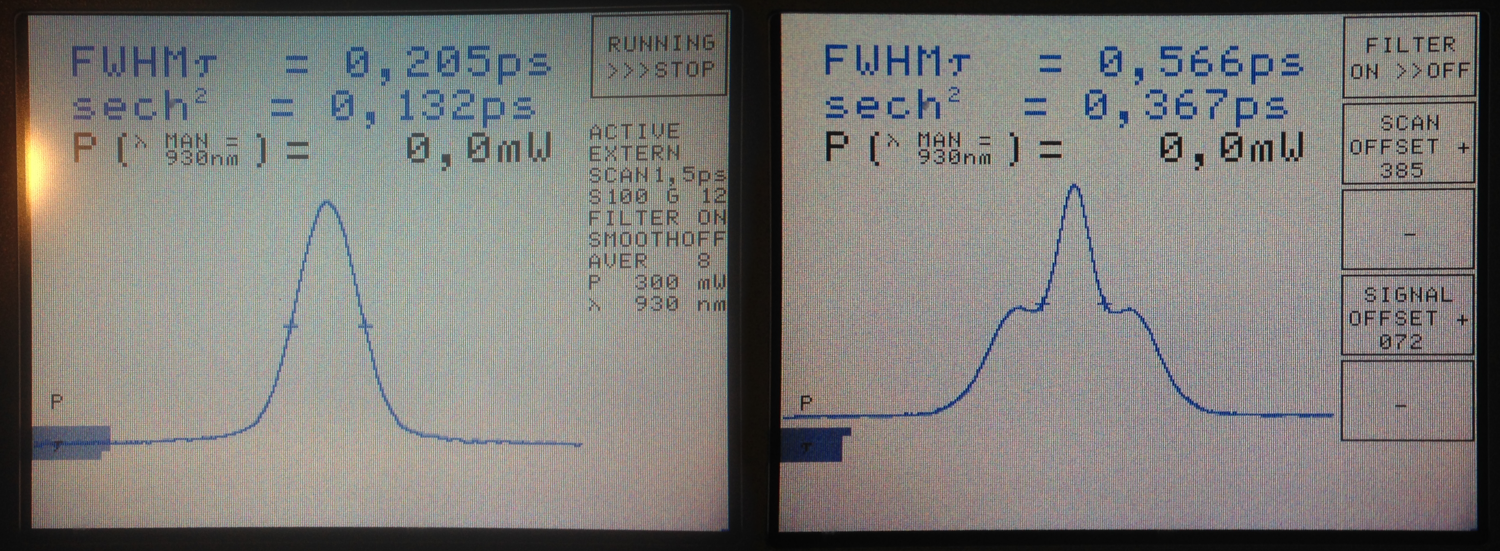 FWHMτ = 0,205ps
sech² = 0,132ps
P (λ MAN = 930nm) = 0,0mW
RUNNING
>>>STOP
ACTIVE
EXTERN
SCAN1,5ps
S100 G 12
FILTER ON
SMOOTHOFF
AVER 8
P 300 mW
λ 930 nm
P
τ
FWHMτ = 0,566ps
sech² = 0,367ps
P (λ MAN = 930nm) = 0,0mW
FILTER
ON >>OFF
SCAN
OFFSET +
385
–
SIGNAL
OFFSET +
072
–
P
τ